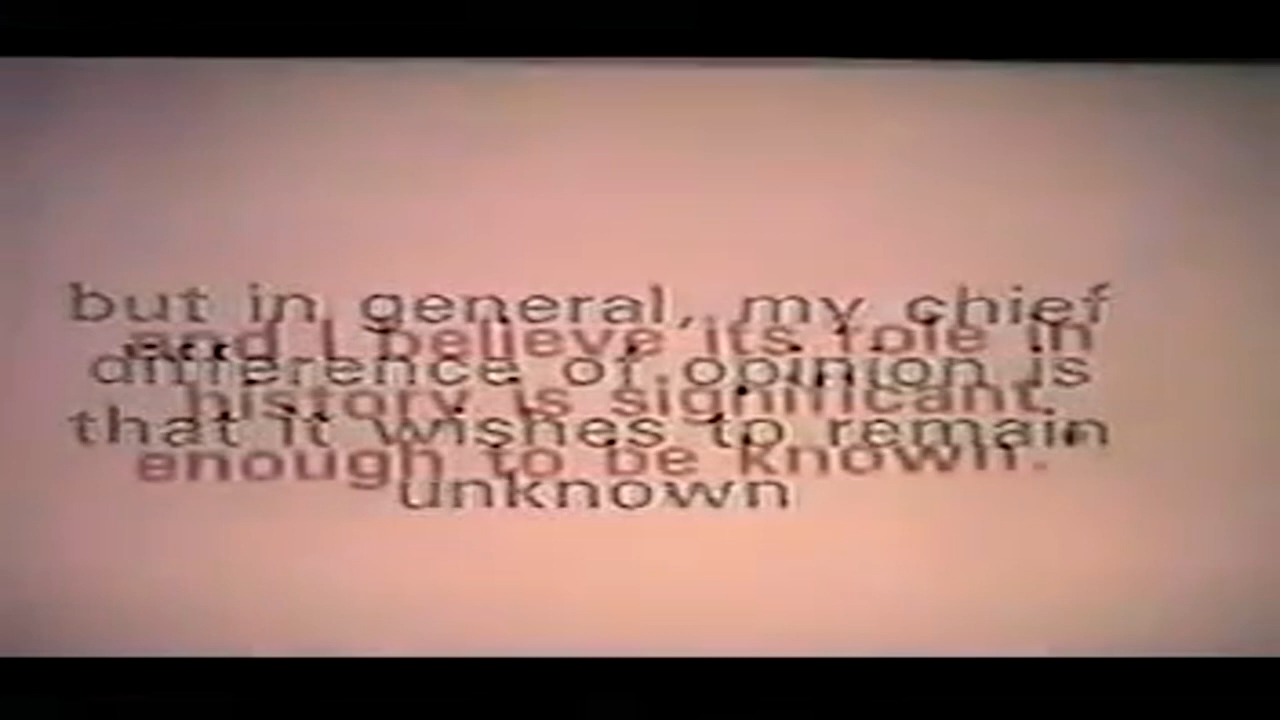 but in general, my chief
and I believe its role in
difference of opinion is
history is significant
that it wishes to remain
enough to be known.
unknown